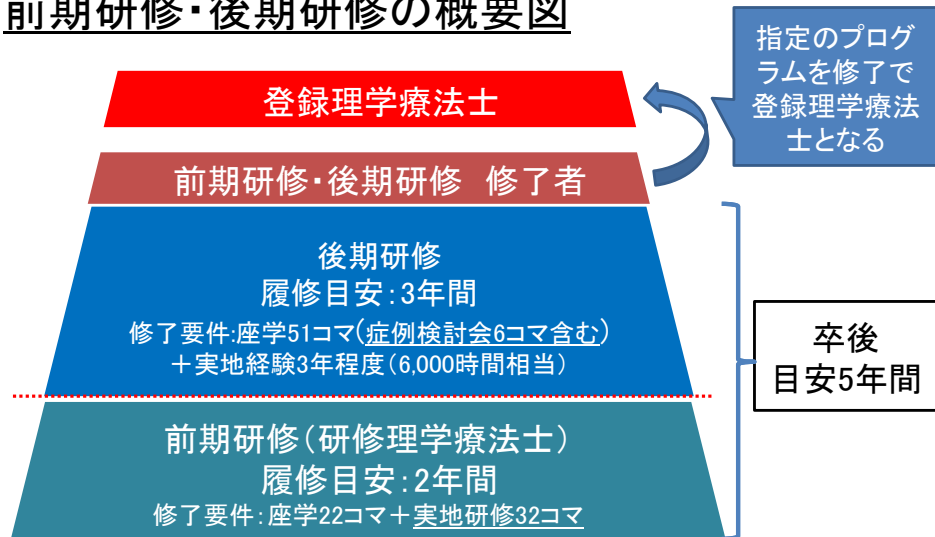 前期研修・後期研修の概要図
指定のプログ
ラムを修了で
登録理学療法
士となる
登録理学療法士
前期研修・後期研修　修了者
後期研修
履修目安：3年間
修了要件:座学51コマ(症例検討会6コマ含む)
＋実地経験3年程度（6,000時間相当）
卒後
目安5年間
前期研修（研修理学療法士）
履修目安：2年間
修了要件：座学22コマ＋実地研修32コマ